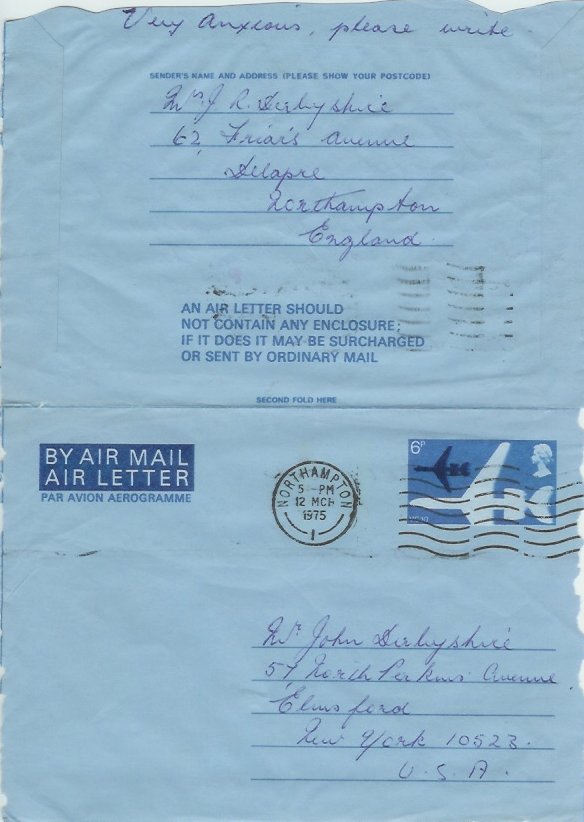 Very Anxious, please write
SENDER'S NAME AND ADDRESS (PLEASE SHOW YOUR POSTCODE)
Mrs. J. R. Derbyshire
62, Friar's Avenue
Delapre
Northampton
England.
AN AIR LETTER SHOULD
NOT CONTAIN ANY ENCLOSURE;
IF IT DOES IT MAY BE SURCHARGED
OR SENT BY ORDINARY MAIL
SECOND FOLD HERE
BY AIR MAIL
AIR LETTER
PAR AVION AEROGRAMME
NORTHAMPTON
5 - PM
12 MCH
1975
1
6P
Mr John Derbyshire
57 North Perkins Avenue
Elmsford
New York 10523.
U.S.A.